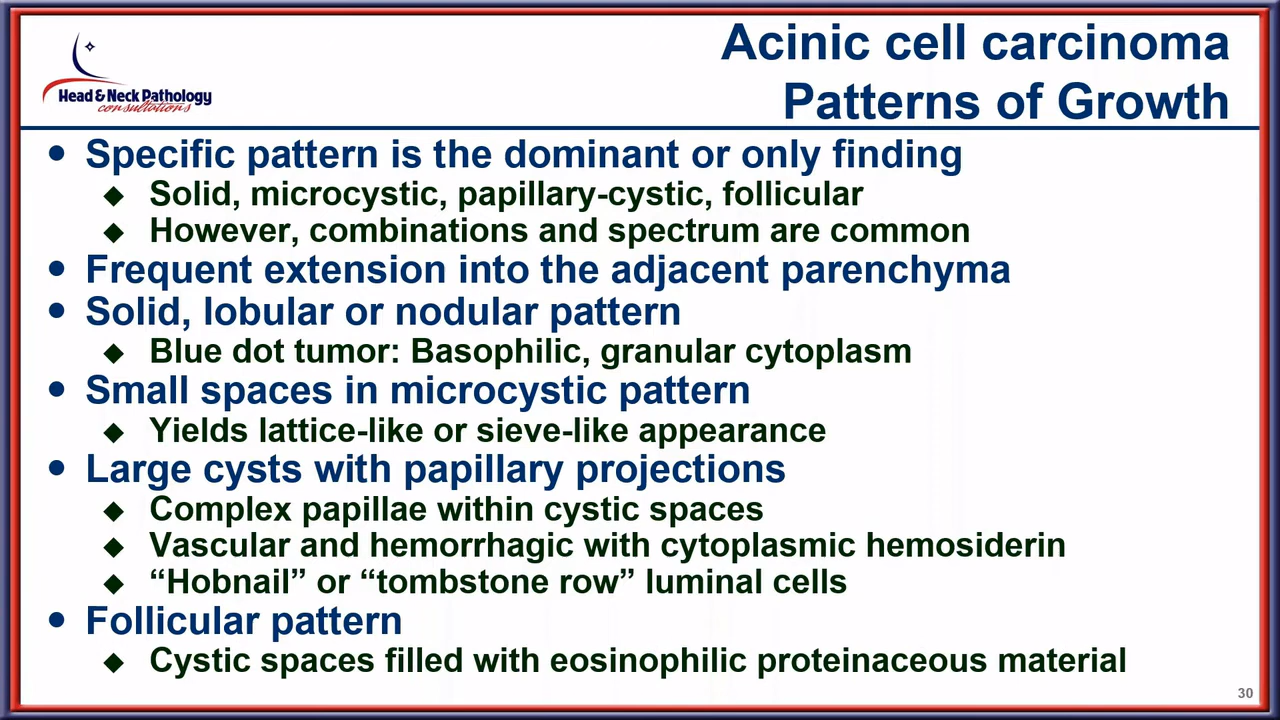 Head & Neck Pathology
consultations
Acinic cell carcinoma
Patterns of Growth
• Specific pattern is the dominant or only finding
◆ Solid, microcystic, papillary-cystic, follicular
◆ However, combinations and spectrum are common
• Frequent extension into the adjacent parenchyma
• Solid, lobular or nodular pattern
◆ Blue dot tumor: Basophilic, granular cytoplasm
• Small spaces in microcystic pattern
◆ Yields lattice-like or sieve-like appearance
• Large cysts with papillary projections
◆ Complex papillae within cystic spaces
◆ Vascular and hemorrhagic with cytoplasmic hemosiderin
◆ “Hobnail” or “tombstone row” luminal cells
• Follicular pattern
◆ Cystic spaces filled with eosinophilic proteinaceous material
30